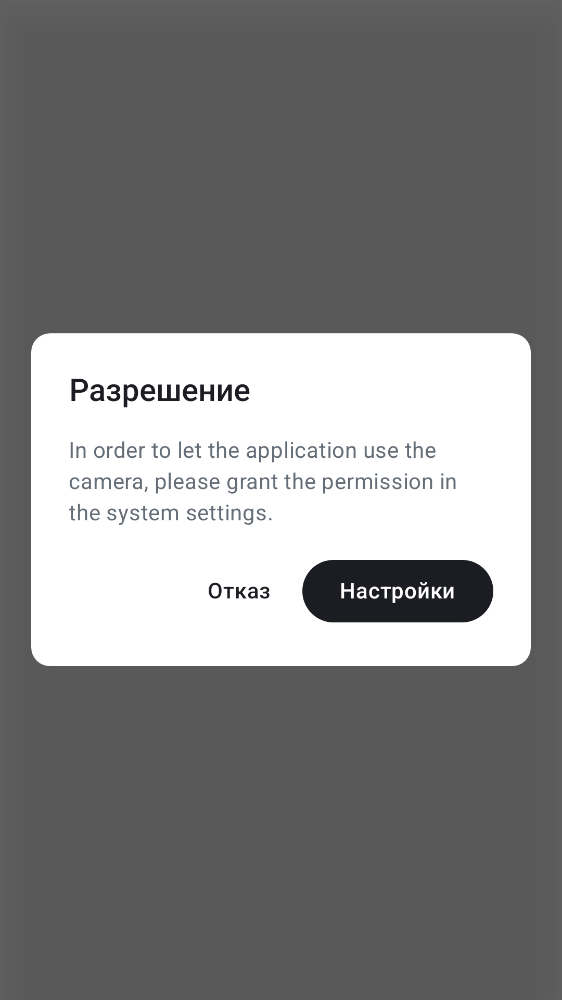 Разрешение
In order to let the application use the
camera, please grant the permission in
the system settings.
Отказ
Настройки